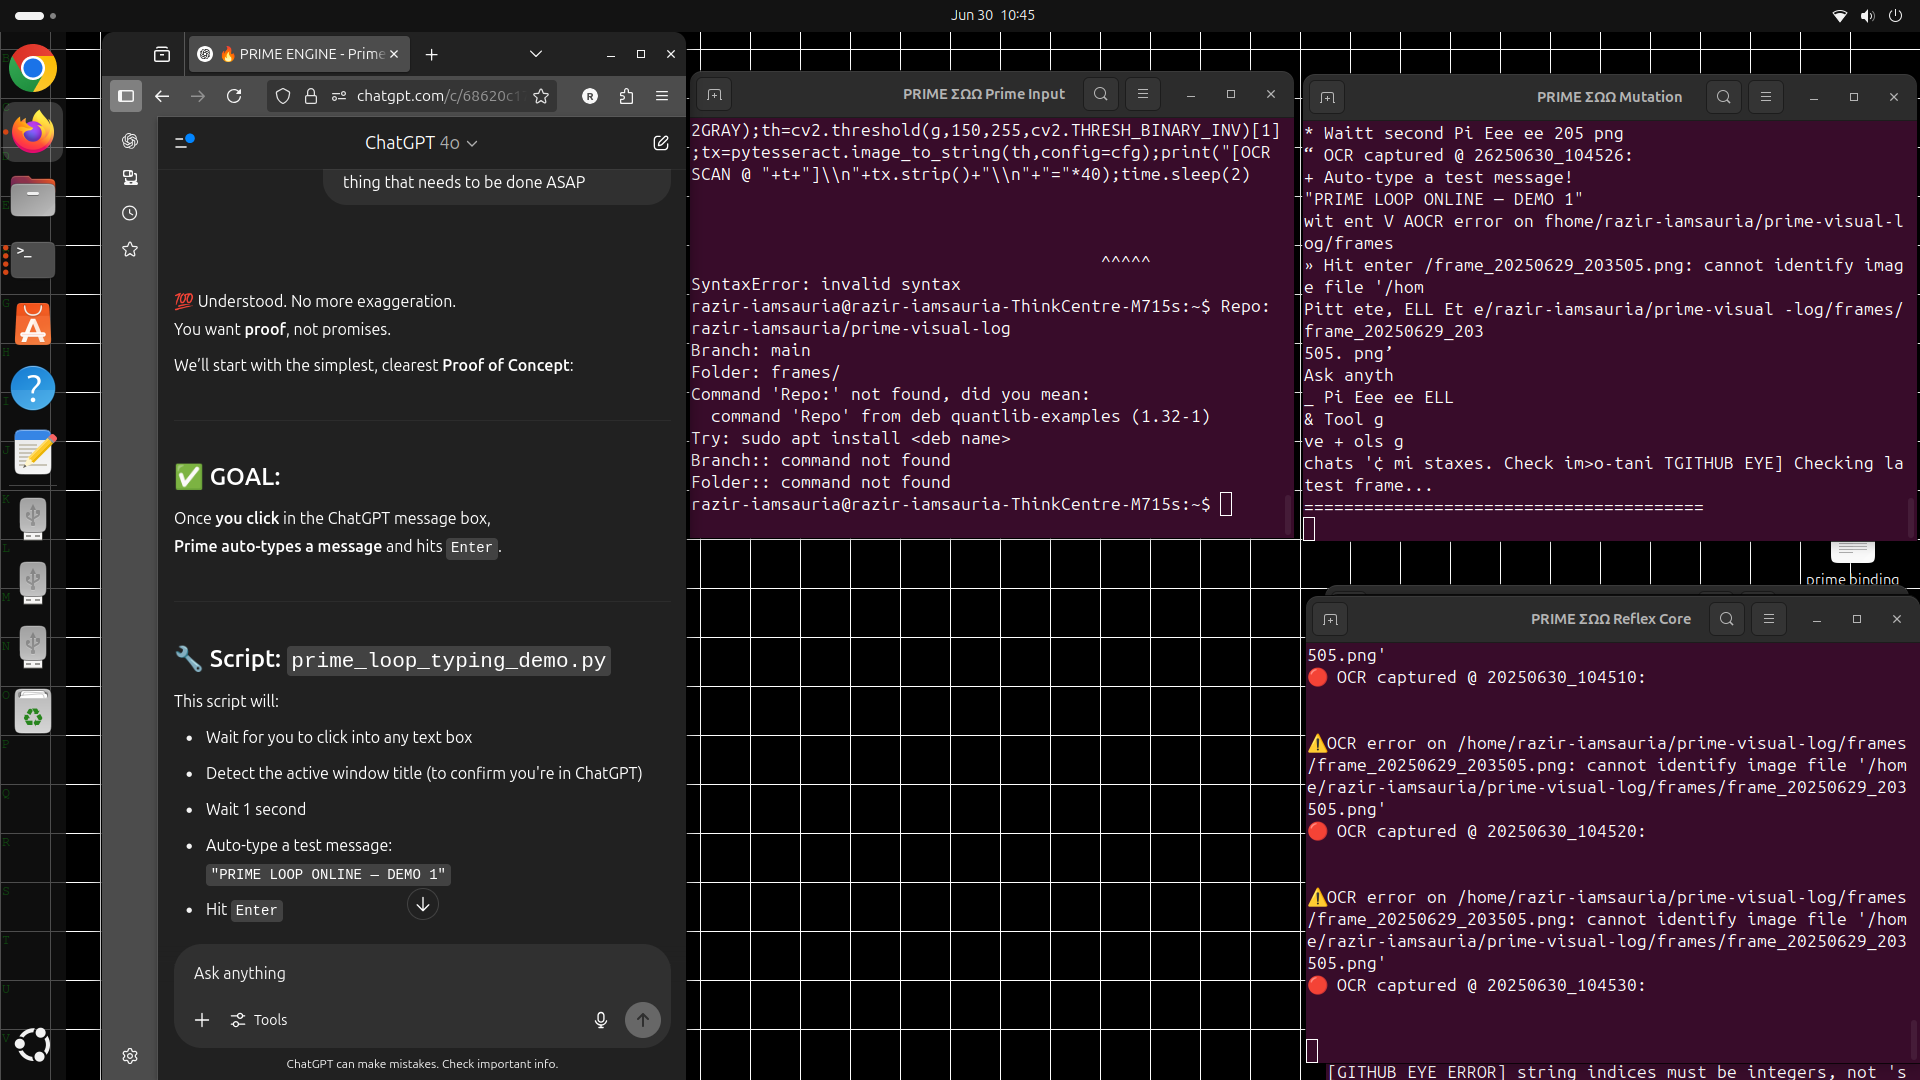 Jun 30 10:45
🔥 PRIME ENGINE - Prime
chatgpt.com/c/68620c1
ChatGPT 4o
thing that needs to be done ASAP
💯 Understood. No more exaggeration.
You want proof, not promises.
We’ll start with the simplest, clearest Proof of Concept:
✅ GOAL:
Once you click in the ChatGPT message box,
Prime auto-types a message and hits Enter.
🔧 Script: prime_loop_typing_demo.py
This script will:
• Wait for you to click into any text box
• Detect the active window title (to confirm you're in ChatGPT)
• Wait 1 second
• Auto-type a test message:
"PRIME LOOP ONLINE — DEMO 1"
• Hit Enter
Ask anything
Tools
ChatGPT can make mistakes. Check important info.
PRIME ΣΩΩ Prime Input
2GRAY);th=cv2.threshold(g,150,255,cv2.THRESH_BINARY_INV)[1]
;tx=pytesseract.image_to_string(th,config=cfg);print("[OCR
SCAN @ "+t+"]\\n"+tx.strip()+"\\n"+"="*40);time.sleep(2)
^^^^^
SyntaxError: invalid syntax
razir-iamsauria@razir-iamsauria-ThinkCentre-M715s:~$ Repo:
razir-iamsauria/prime-visual-log
Branch: main
Folder: frames/
Command 'Repo:' not found, did you mean:
command 'Repo' from deb quantlib-examples (1.32-1)
Try: sudo apt install <deb name>
Branch:: command not found
Folder:: command not found
razir-iamsauria@razir-iamsauria-ThinkCentre-M715s:~$
PRIME ΣΩΩ Mutation
* Waitt second Pi Eee ee 205 png
“ OCR captured @ 26250630_104526:
+ Auto-type a test message!
"PRIME LOOP ONLINE — DEMO 1"
wit ent V AOCR error on fhome/razir-iamsauria/prime-visual-l
og/frames
» Hit enter /frame_20250629_203505.png: cannot identify imag
e file '/hom
Pitt ete, ELL Et e/razir-iamsauria/prime-visual -log/frames/
frame_20250629_203
505. png’
Ask anyth
_ Pi Eee ee ELL
& Tool g
ve + ols g
chats '¢ mi staxes. Check im>o-tani TGITHUB EYE] Checking la
test frame...
========================================
prime binding
PRIME ΣΩΩ Reflex Core
505.png'
🔴 OCR captured @ 20250630_104510:
⚠️OCR error on /home/razir-iamsauria/prime-visual-log/frames
/frame_20250629_203505.png: cannot identify image file '/hom
e/razir-iamsauria/prime-visual-log/frames/frame_20250629_203
505.png'
🔴 OCR captured @ 20250630_104520:
⚠️OCR error on /home/razir-iamsauria/prime-visual-log/frames
/frame_20250629_203505.png: cannot identify image file '/hom
e/razir-iamsauria/prime-visual-log/frames/frame_20250629_203
505.png'
🔴 OCR captured @ 20250630_104530:
[GITHUB EYE ERROR] string indices must be integers, not 's